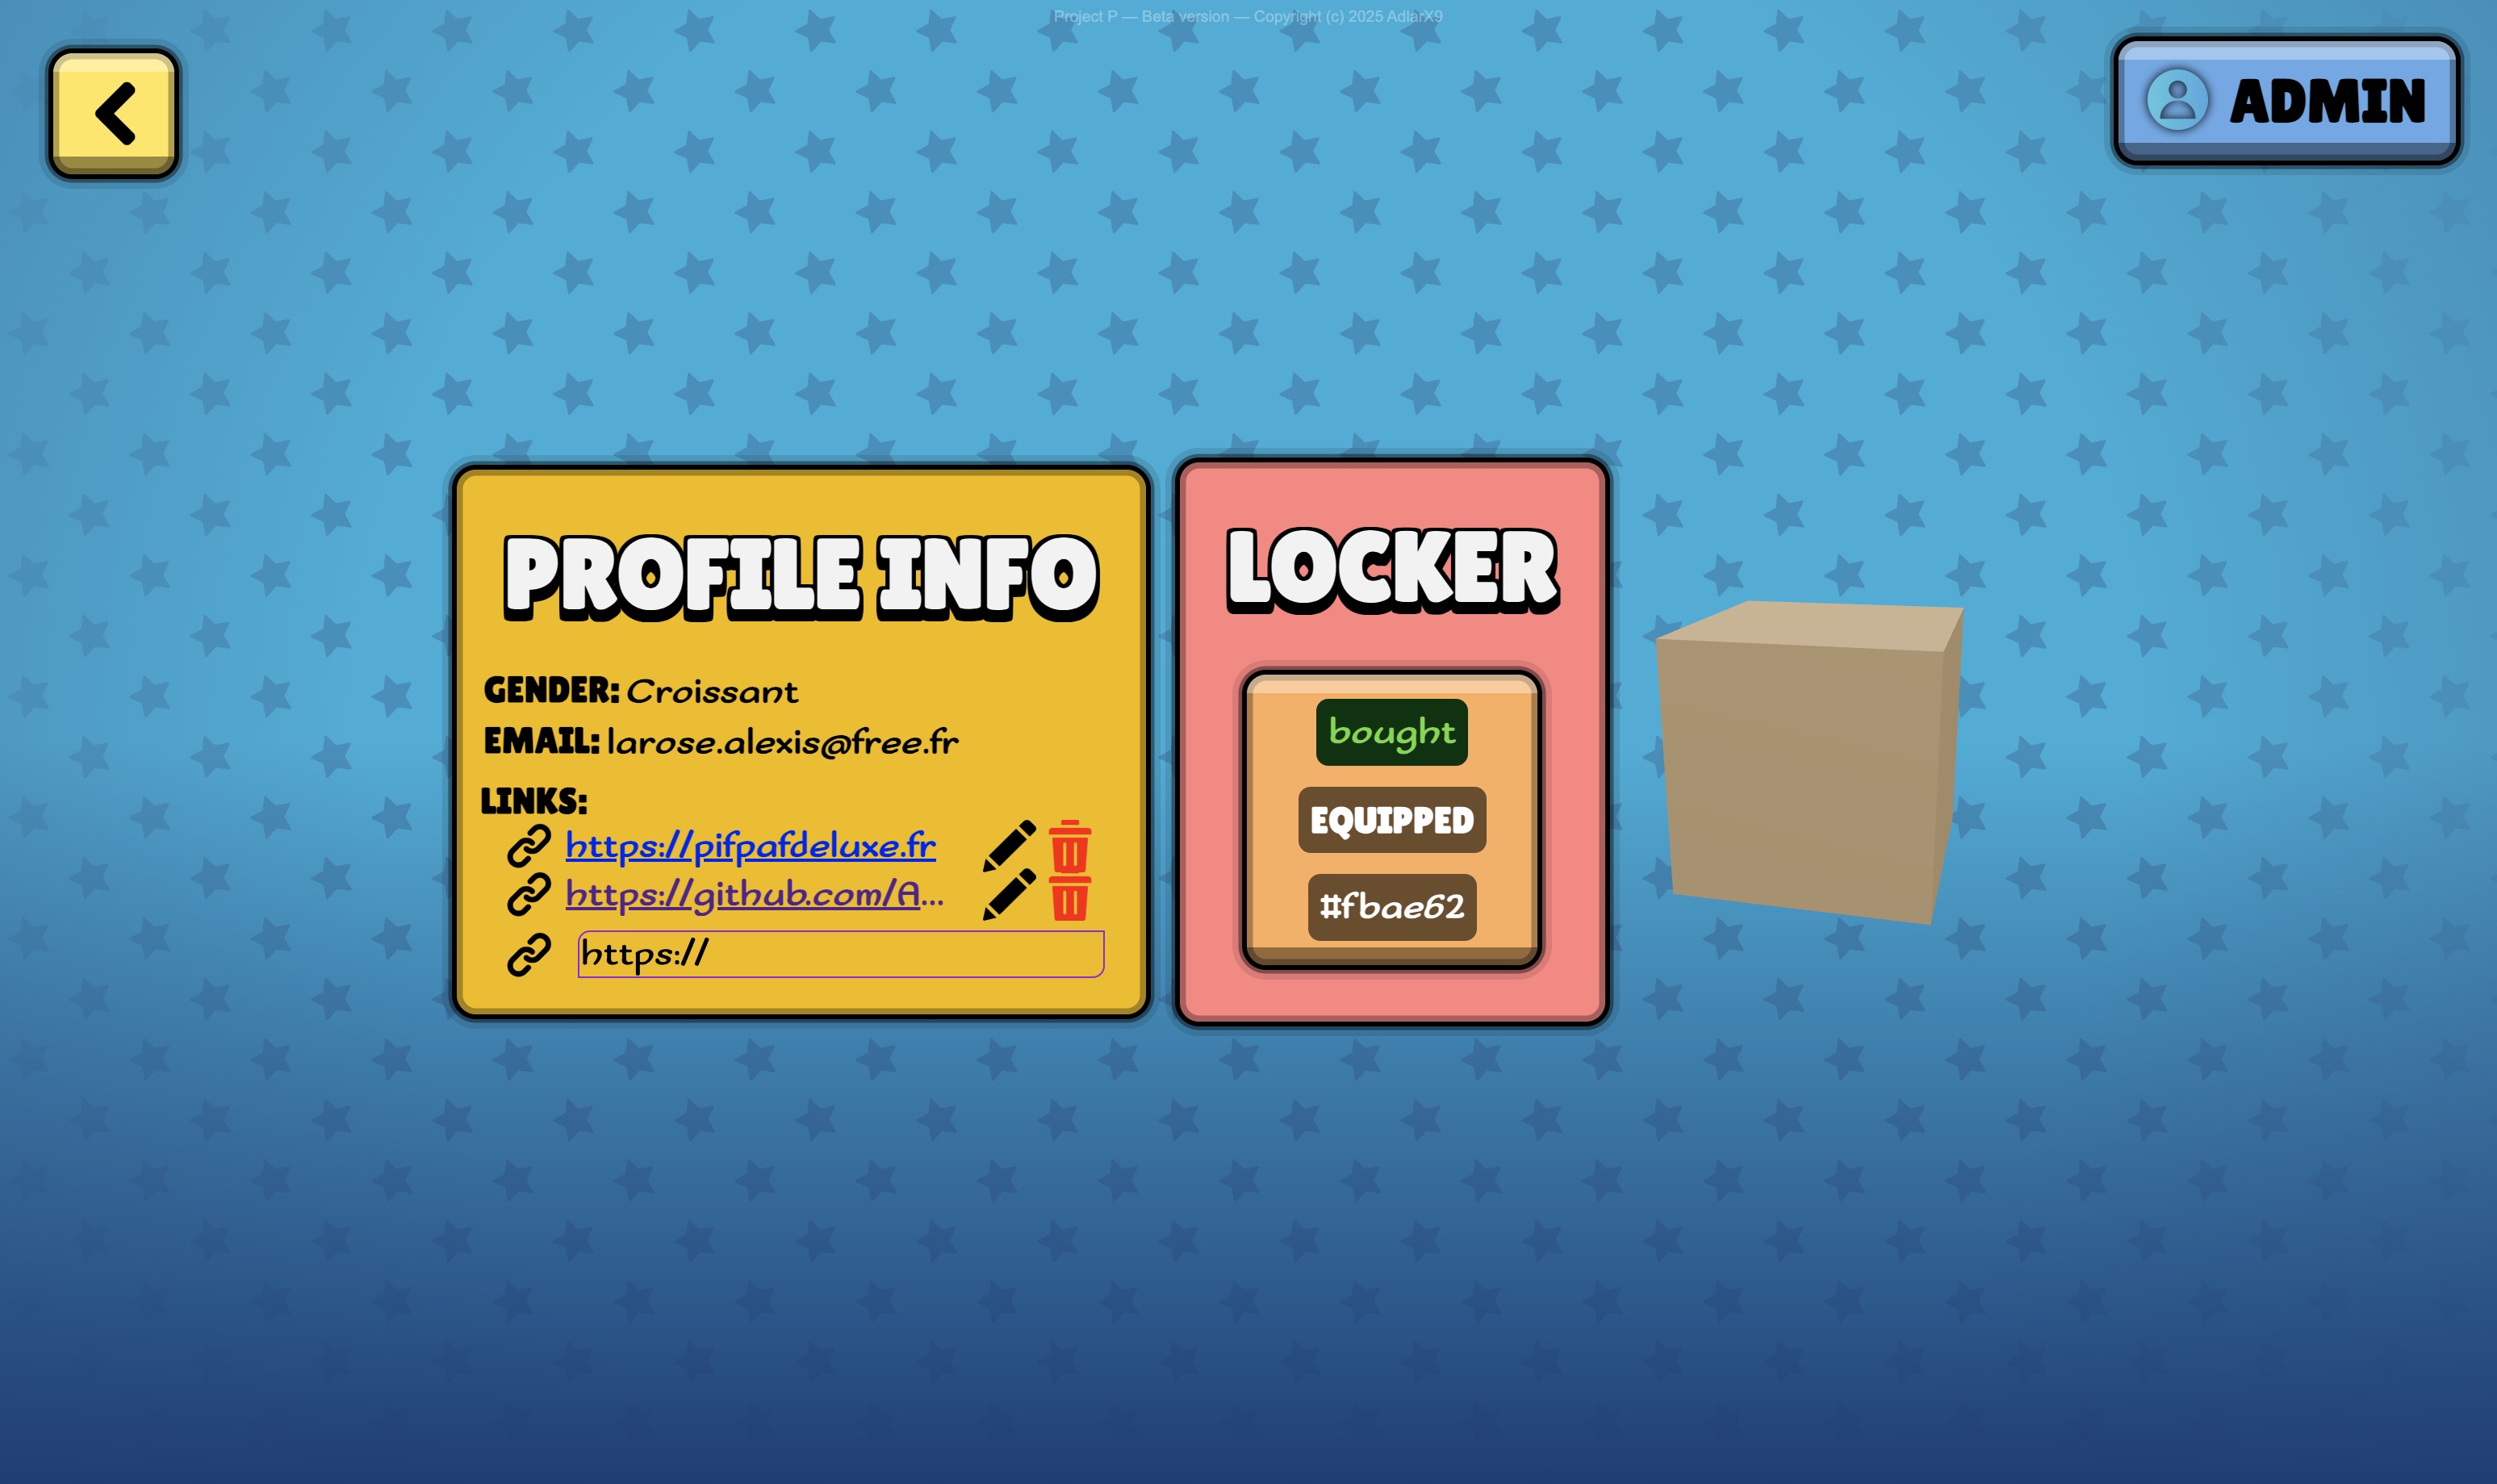 Project P — Beta version — Copyright (c) 2025 AdlarX9
ADMIN
PROFILE INFO
GENDER: Croissant
EMAIL: larose.alexis@free.fr
LINKS:
https://pifpafdeluxe.fr
https://github.com/A...
https://
LOCKER
bought
EQUIPPED
#fbae62